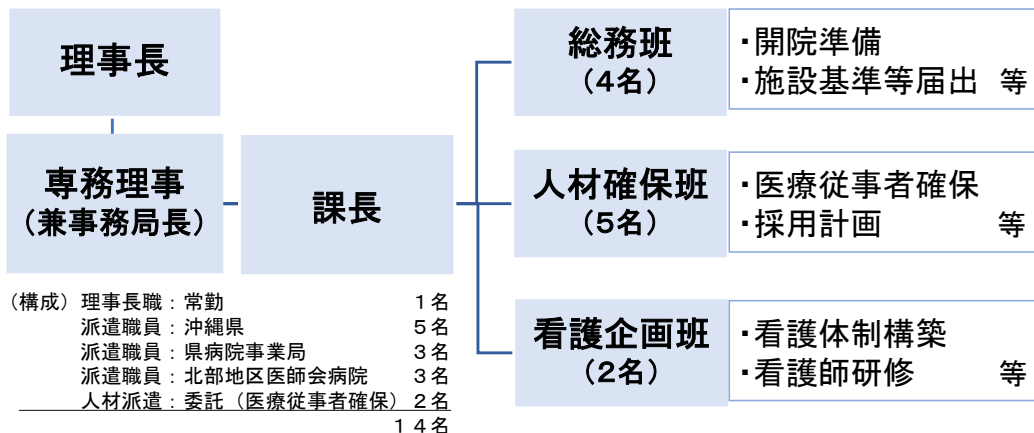 理事長
専務理事
(兼事務局長)
課長
総務班
(4名)
・開院準備
・施設基準等届出 等
人材確保班
(5名)
・医療従事者確保
・採用計画 等
看護企画班
(2名)
・看護体制構築
・看護師研修 等
(構成) 理事長職:常勤 1名
派遣職員:沖縄県 5名
派遣職員:県病院事業局 3名
派遣職員:北部地区医師会病院 3名
人材派遣:委託(医療従事者確保) 2名
14名